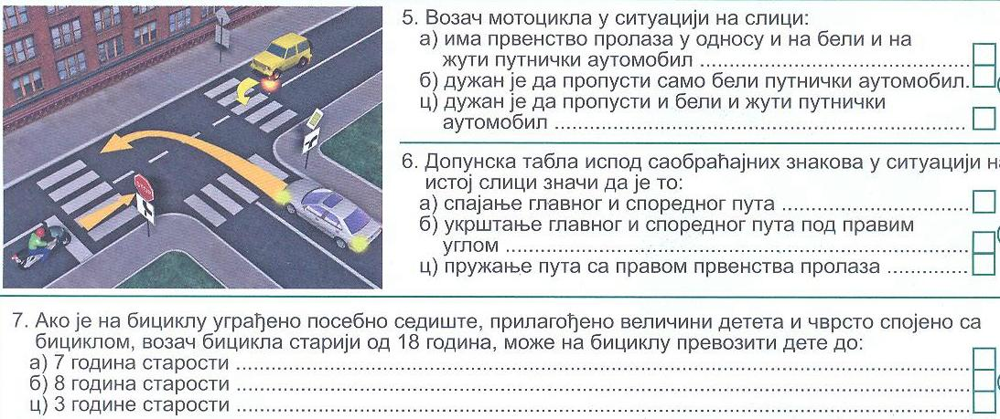 5. Возач мотоцикла у ситуацији на слици:
а) има првенство пролаза у односу и на бели и на
жути путнички аутомобил
б) дужан је да пропусти само бели путнички аутомобил.
ц) дужан је да пропусти и бели и жути путнички
аутомобил
STOP
6. Допунска табла испод саобраћајних знакова у ситуацији на
истој слици значи да је то:
а) спајање главног и споредног пута
б) укрштање главног и споредног пута под правим
углом
ц) пружање пута са правом првенства пролаза
7. Ако је на бициклу уграђено посебно седиште, прилагођено величини детета и чврсто спојено са
бициклом, возач бицикла старији од 18 година, може на бициклу превозити дете до:
а) 7 година старости
б) 8 година старости
ц) 3 године старости